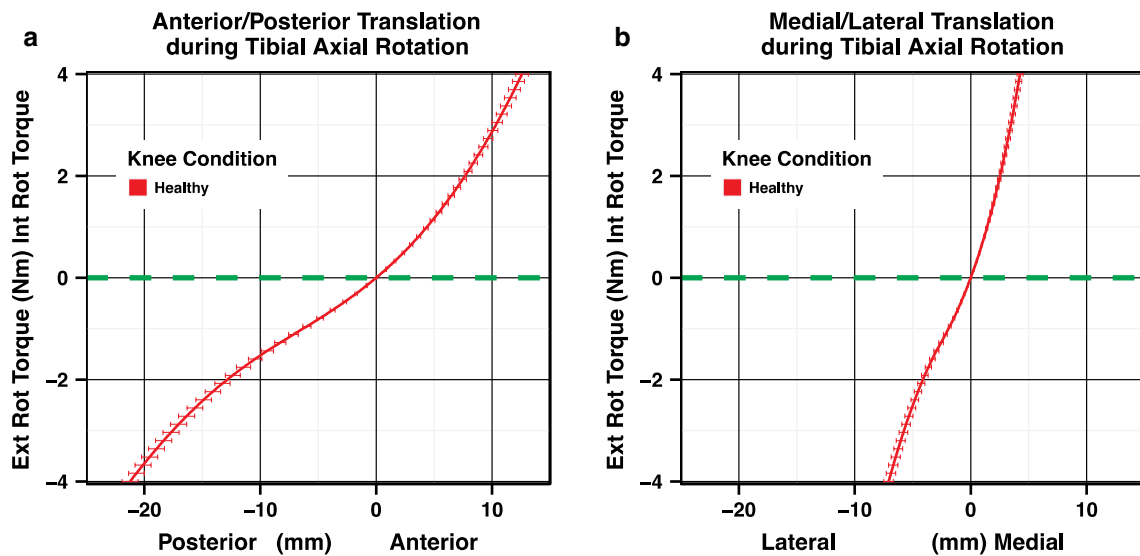 a
Anterior/Posterior Translation
during Tibial Axial Rotation
Ext Rot Torque (Nm) Int Rot Torque
4
2
0
−2
−4
Knee Condition
Healthy
−20
−10
0
10
Posterior (mm) Anterior
b
Medial/Lateral Translation
during Tibial Axial Rotation
Ext Rot Torque (Nm) Int Rot Torque
4
2
0
−2
−4
Knee Condition
Healthy
−20
−10
0
10
Lateral (mm) Medial